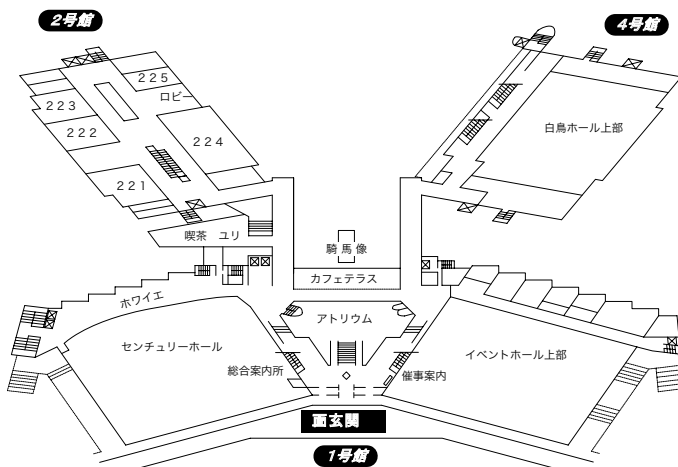 2号館
4号館
225
ロビー
223
222
224
221
白鳥ホール上部
喫茶 ユリ
騎馬像
カフェテラス
ホワイエ
アトリウム
センチュリーホール
イベントホール上部
総合案内所
催事案内
正面玄関
1号館